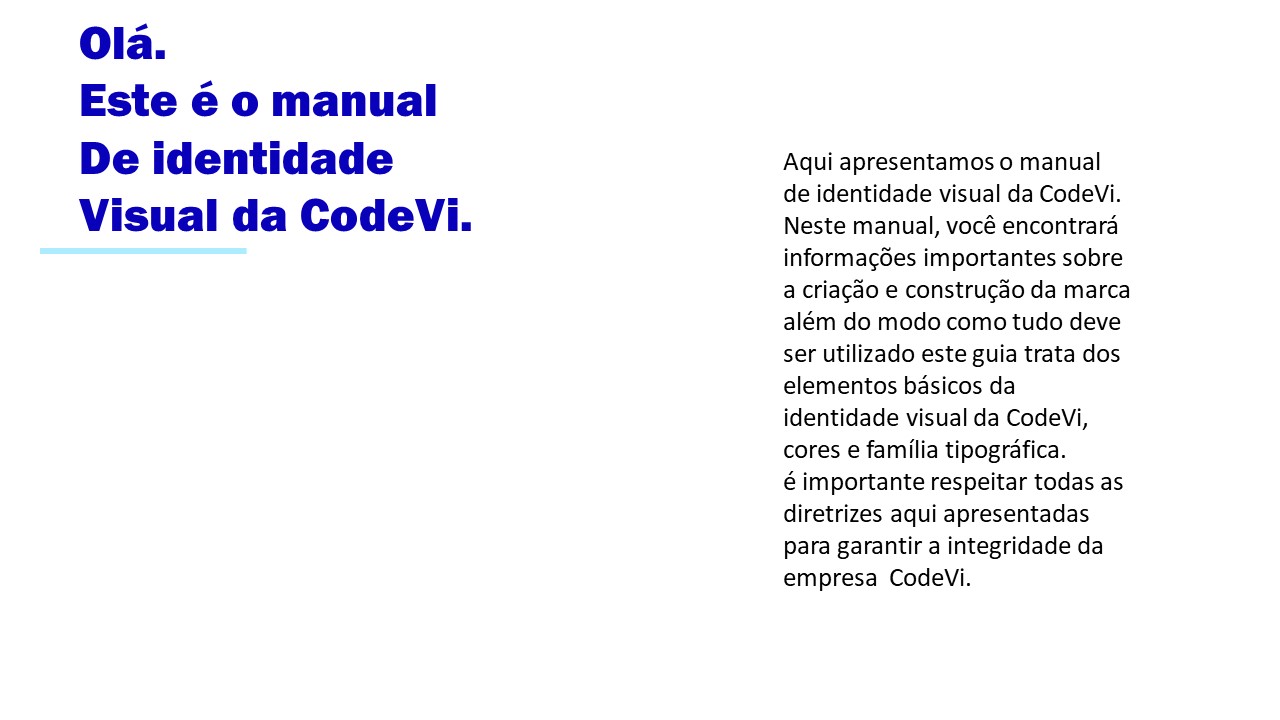 Olá.
Este é o manual
De identidade
Visual da CodeVi.
Aqui apresentamos o manual
de identidade visual da CodeVi.
Neste manual, você encontrará
informações importantes sobre
a criação e construção da marca
além do modo como tudo deve
ser utilizado este guia trata dos
elementos básicos da
identidade visual da CodeVi,
cores e família tipográfica.
é importante respeitar todas as
diretrizes aqui apresentadas
para garantir a integridade da
empresa  CodeVi.